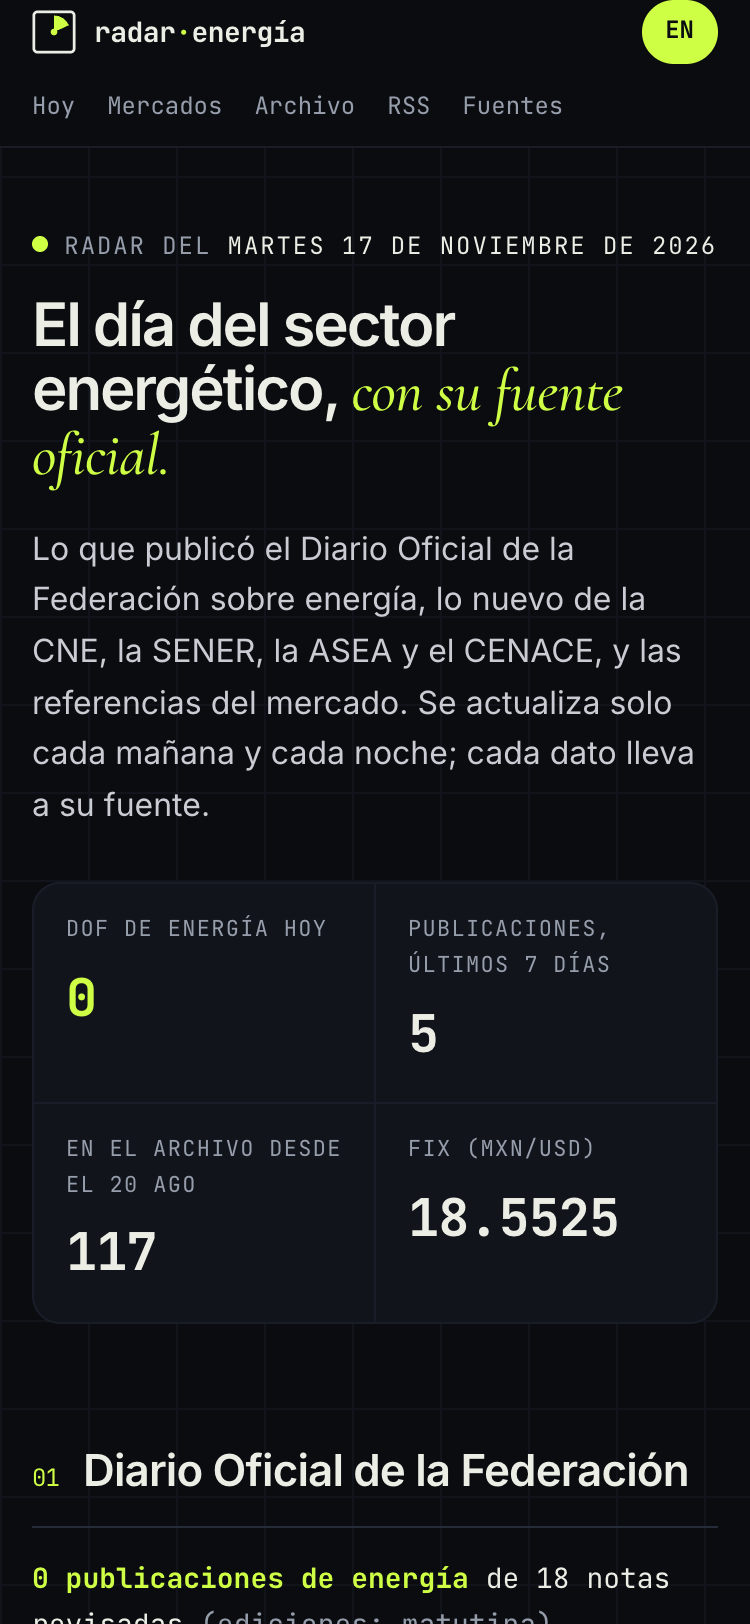 radar·energía
EN
Hoy Mercados Archivo RSS Fuentes
RADAR DEL MARTES 17 DE NOVIEMBRE DE 2026
El día del sector
energético, con su fuente
oficial.
Lo que publicó el Diario Oficial de la
Federación sobre energía, lo nuevo de la
CNE, la SENER, la ASEA y el CENACE, y las
referencias del mercado. Se actualiza solo
cada mañana y cada noche; cada dato lleva
a su fuente.
DOF DE ENERGÍA HOY
0
PUBLICACIONES,
ÚLTIMOS 7 DÍAS
5
EN EL ARCHIVO DESDE
EL 20 AGO
117
FIX (MXN/USD)
18.5525
01 Diario Oficial de la Federación
0 publicaciones de energía de 18 notas
revisadas (ediciones: matutina)